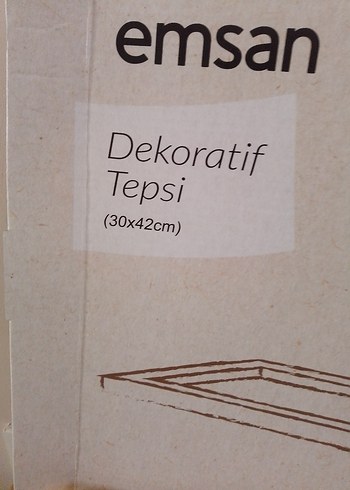 emsan
Dekoratif
Tepsi
(30x42cm)